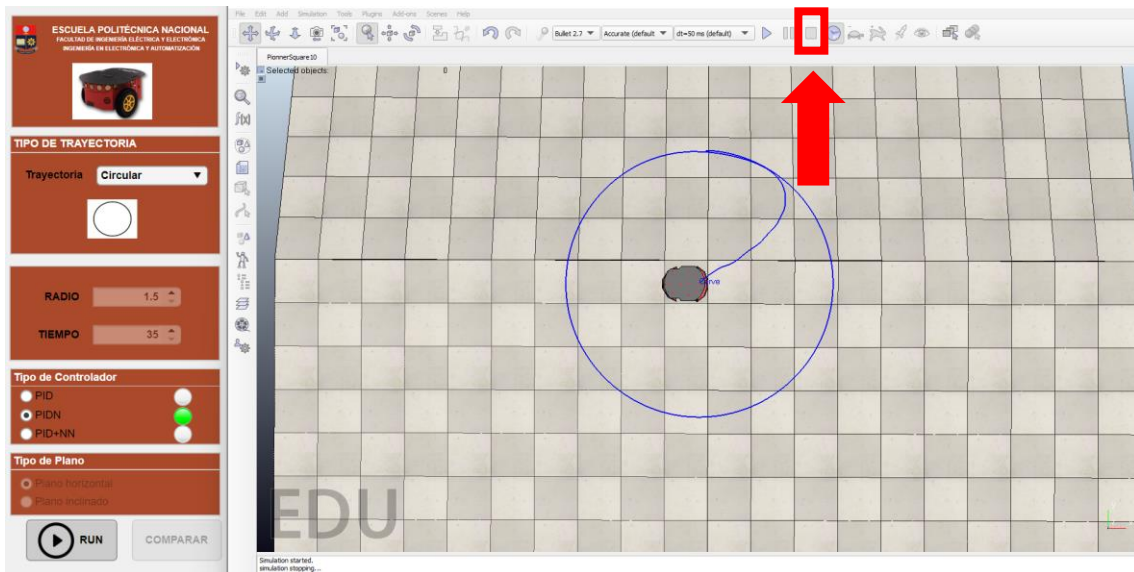 ESCUELA POLITÉCNICA NACIONAL
FACULTAD DE INGENIERÍA ELÉCTRICA Y ELECTRÓNICA
INGENIERÍA EN ELECTRÓNICA Y AUTOMATIZACIÓN
TIPO DE TRAYECTORIA
Trayectoria Circular
RADIO 1.5
TIEMPO 35
Tipo de Controlador
PID
PIDN
PID+NN
Tipo de Plano
Plano horizontal
Plano inclinado
RUN COMPARAR
File Edit Add Simulation Tools Plugins Add-ons Scenes Help
Bullet 2.7 Accurate (default dt=50 ms (default)
PionnerSquare10
Selected objects: 0
f(x)
EDU
Simulation started.
simulation stopping...